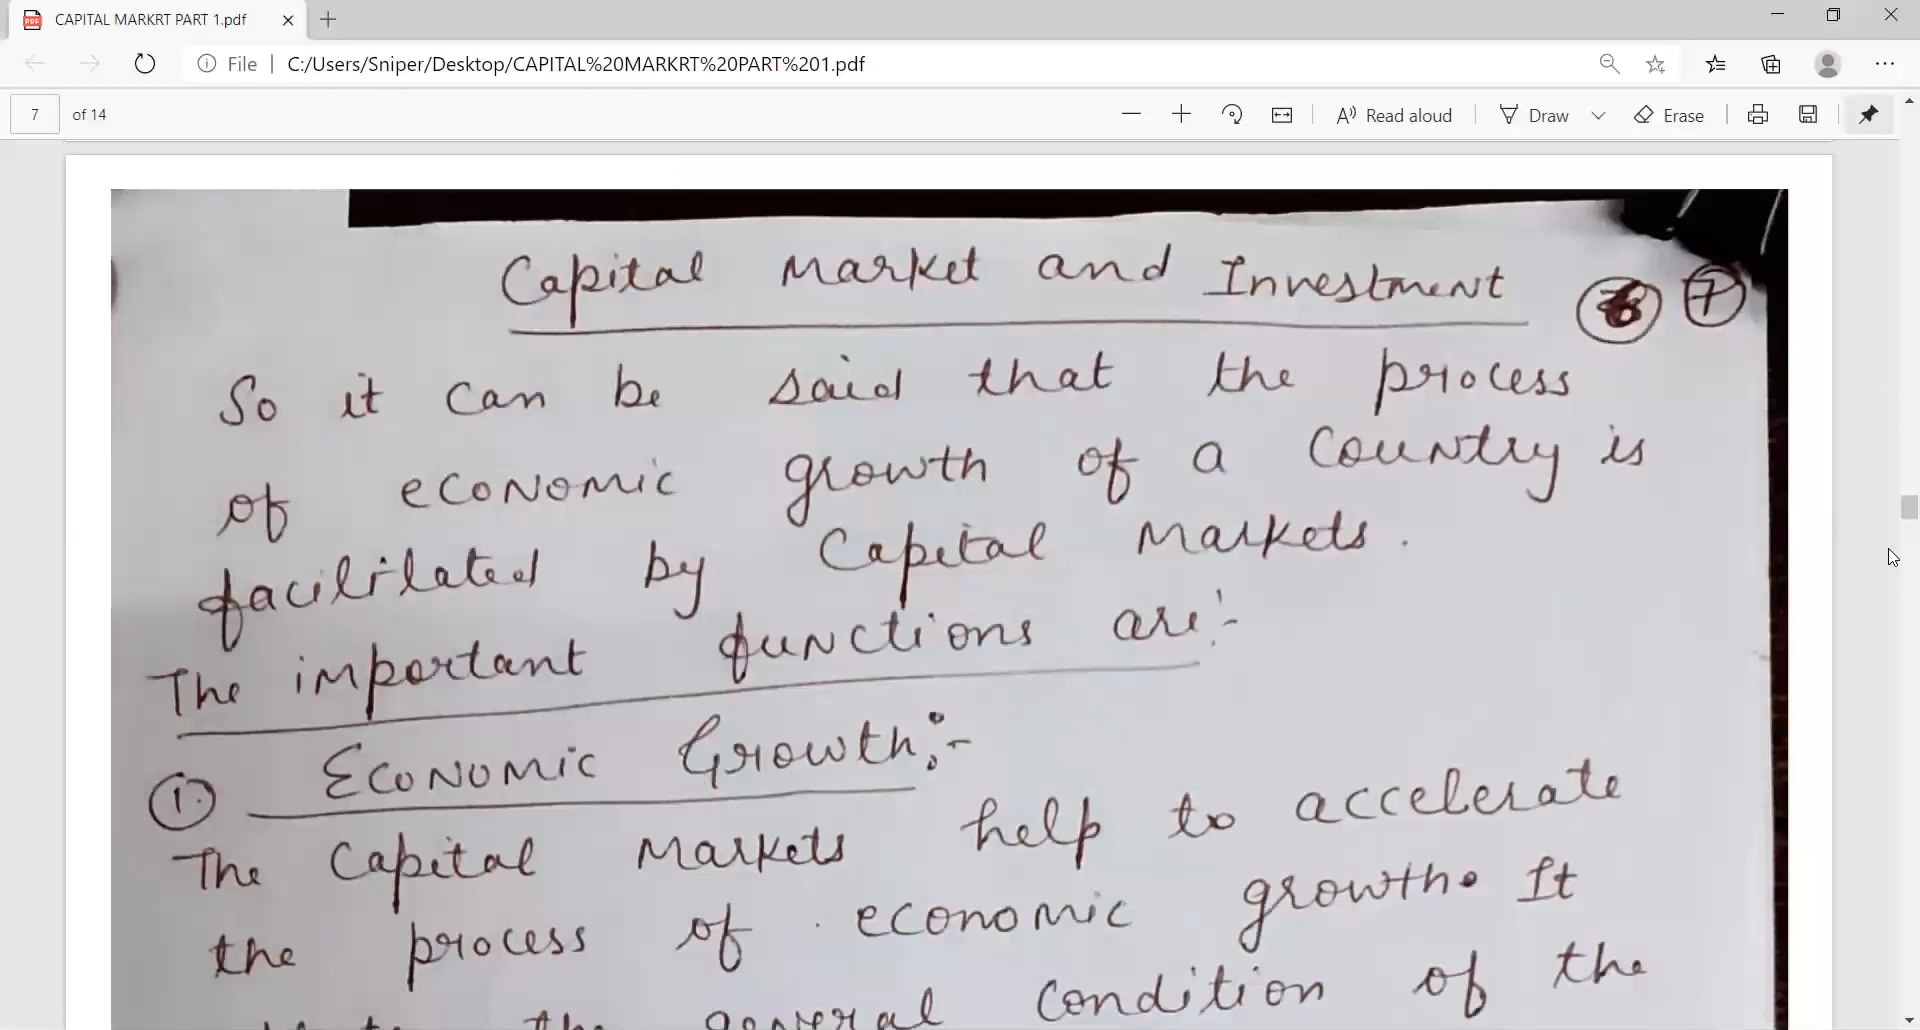 CAPITAL MARKRT PART 1.pdf
File | C:/Users/Sniper/Desktop/CAPITAL%20MARKRT%20PART%201.pdf
7 of 14 Read aloud Draw Erase
Capital Market and Investment 7
So it can be said that the process
of economic growth of a Country is
facilitated by Capital Markets.
The important functions are:-
1. Economic Growth:-
The Capital Markets help to accelerate
the process of economic growth. It
the general condition of the